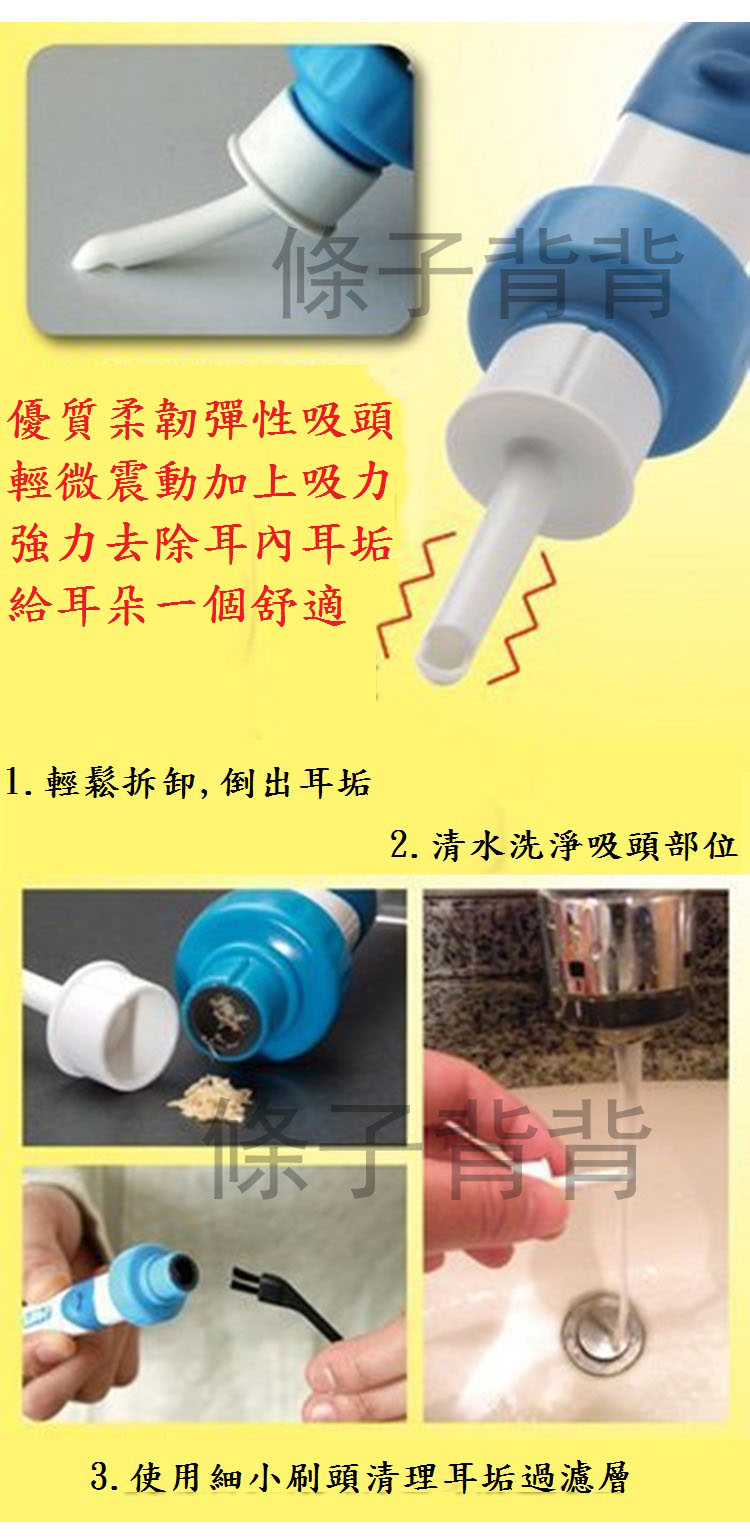 條子背背
優質柔韌彈性吸頭
輕微震動加上吸力
強力去除耳內耳垢
給耳朵一個舒適
1.輕鬆拆卸,倒出耳垢
2.清水洗淨吸頭部位
條子背背
3.使用細小刷頭清理耳垢過濾層